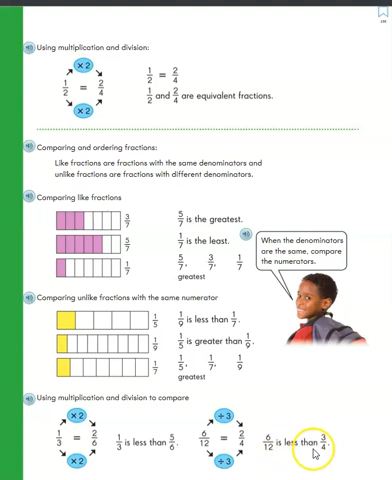 Using multiplication and division:
× 2
1/2 = 2/4
× 2
1/2 = 2/4
1/2 and 2/4 are equivalent fractions.
Comparing and ordering fractions:
Like fractions are fractions with the same denominators and
unlike fractions are fractions with different denominators.
Comparing like fractions
3/7
5/7
1/7
5/7 is the greatest.
1/7 is the least.
5/7, 3/7, 1/7
greatest
When the denominators
are the same, compare
the numerators.
Comparing unlike fractions with the same numerator
1/5
1/9
1/7
1/9 is less than 1/7.
1/5 is greater than 1/9.
1/5, 1/7, 1/9
greatest
Using multiplication and division to compare
× 2
1/3 = 2/6
× 2
1/3 is less than 5/6.
÷ 3
6/12 = 2/4
÷ 3
6/12 is less than 3/4.